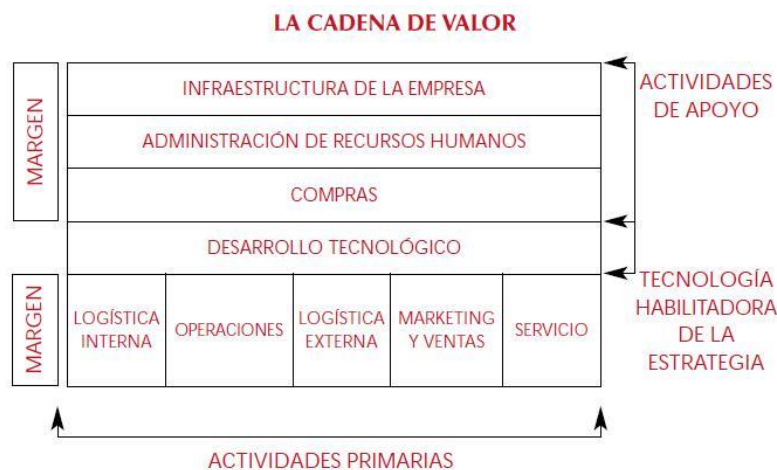 LA CADENA DE VALOR
MARGEN
INFRAESTRUCTURA DE LA EMPRESA
ADMINISTRACIÓN DE RECURSOS HUMANOS
COMPRAS
DESARROLLO TECNOLÓGICO
ACTIVIDADES
DE APOYO
MARGEN
LOGÍSTICA
INTERNA
OPERACIONES
LOGÍSTICA
EXTERNA
MARKETING
Y VENTAS
SERVICIO
TECNOLOGÍA
HABILITADORA
DE LA
ESTRATEGIA
ACTIVIDADES PRIMARIAS